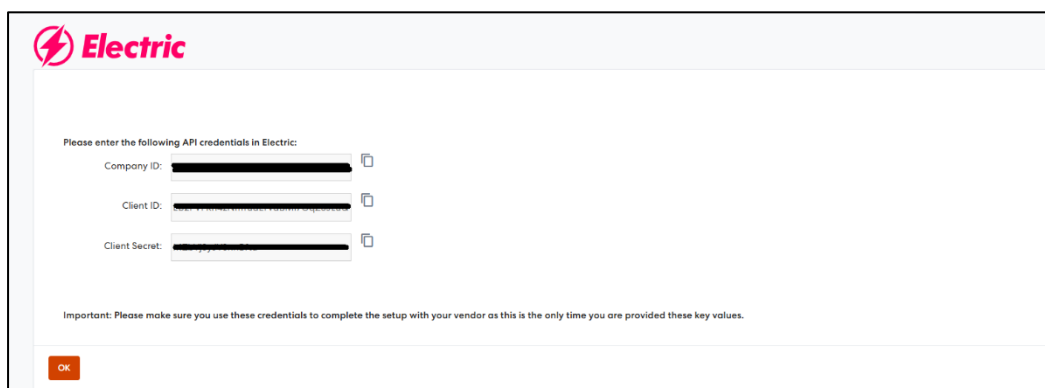 Electric
Please enter the following API credentials in Electric:
Company ID:
Client ID:
Client Secret:
Important: Please make sure you use these credentials to complete the setup with your vendor as this is the only time you are provided these key values.
OK